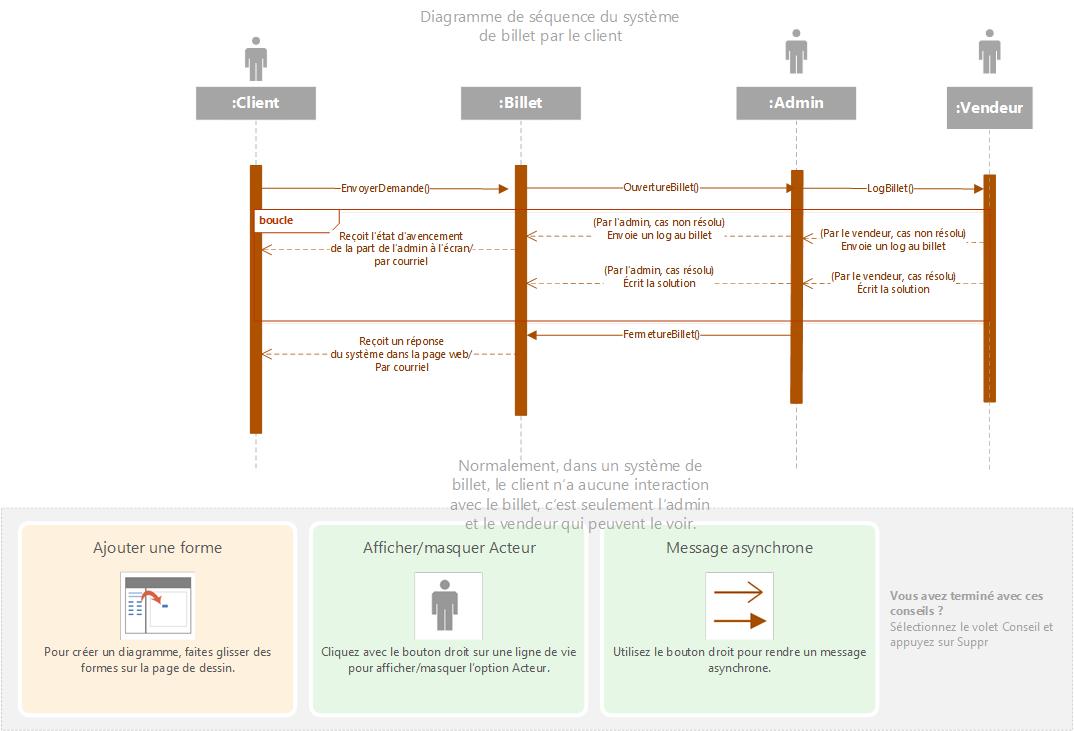 Diagramme de séquence du système
de billet par le client
:Client
:Billet
:Admin
:Vendeur
EnvoyerDemande()
OuvertureBillet()
LogBillet()
boucle
Reçoit l'état d'avencement
de la part de l'admin à l'écran/
par courriel
(Par l'admin, cas non résolu)
Envoie un log au billet
(Par le vendeur, cas non résolu)
Envoie un log au billet
(Par l'admin, cas résolu)
Écrit la solution
(Par le vendeur, cas résolu)
Écrit la solution
FermetureBillet()
Reçoit un réponse
du système dans la page web/
Par courriel
Normalement, dans un système de
billet, le client n'a aucune interaction
avec le billet, c'est seulement l'admin
et le vendeur qui peuvent le voir.
Ajouter une forme
Pour créer un diagramme, faites glisser des
formes sur la page de dessin.
Afficher/masquer Acteur
Cliquez avec le bouton droit sur une ligne de vie
pour afficher/masquer l'option Acteur.
Message asynchrone
Utilisez le bouton droit pour rendre un message
asynchrone.
Vous avez terminé avec ces
conseils ?
Sélectionnez le volet Conseil et
appuyez sur Suppr